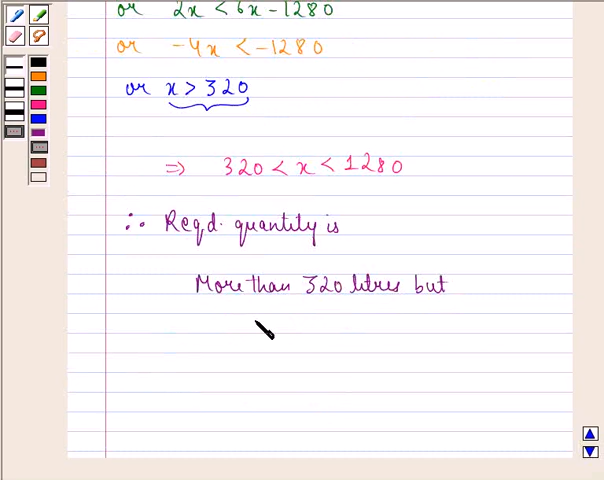 or 2x < 6x - 1280
or -4x < -1280
or x > 320
⇒ 320 < x < 1280
∴ Reqd. quantity is
More than 320 litres but